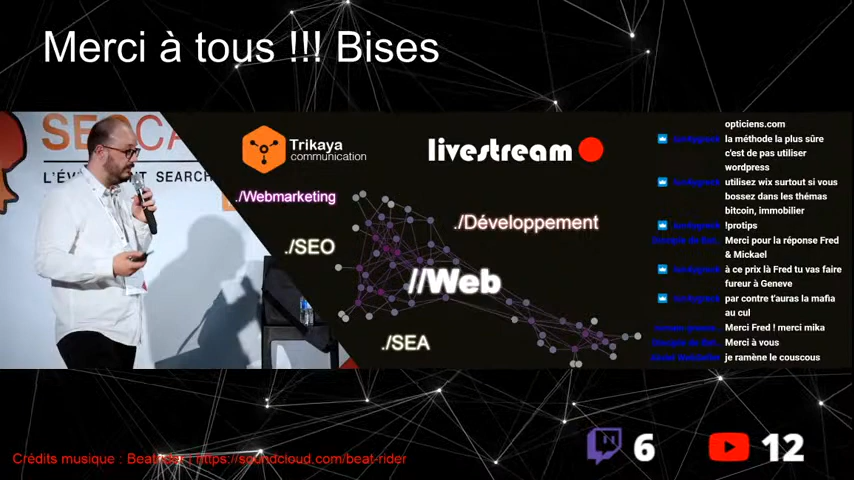 Merci à tous !!! Bises
SEOCA
L'ÉV
NT SEARCH
Trikaya
communication
livestream
./Webmarketing
./SEO
./Développement
//Web
./SEA
opticiens.com
la méthode la plus sûre
c'est de pas utiliser
wordpress
utilisez wix surtout si vous
bossez dans les thémas
bitcoin, immobilier
!protips
Merci pour la réponse Fred
& Mickael
à ce prix là Fred tu vas faire
fureur à Geneve
par contre t'auras la mafia
au cul
Merci Fred ! merci mika
Merci à vous
je ramène le couscous
6
12
Crédits musique : Beatrider | https://soundcloud.com/beat-rider